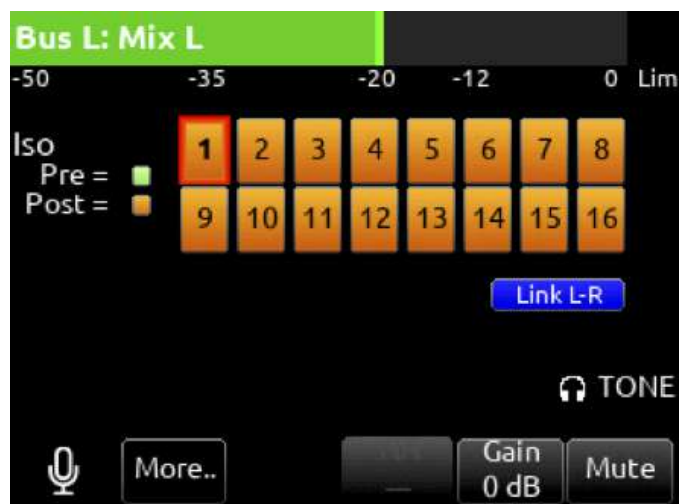 Bus L: Mix L
-50 -35 -20 -12 0 Lim
Iso
Pre =
Post =
1 2 3 4 5 6 7 8
9 10 11 12 13 14 15 16
Link L-R
TONE
More..
Gain
0 dB
Mute